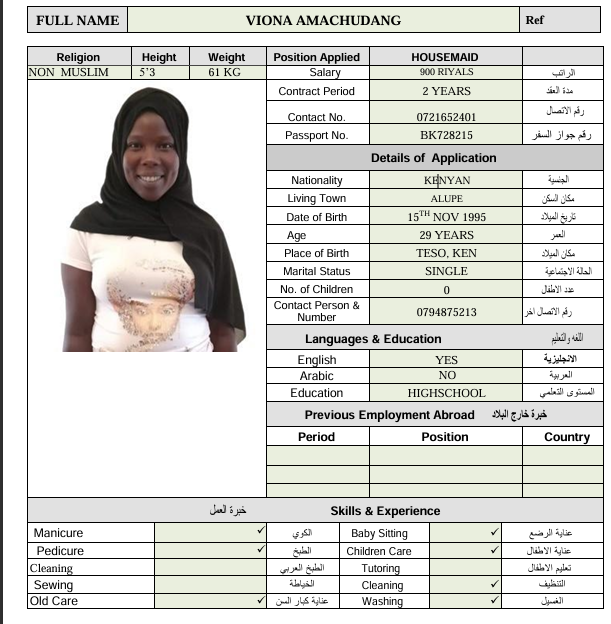 FULL NAME VIONA AMACHUDANG Ref
Religion Height Weight Position Applied HOUSEMAID
NON MUSLIM 5’3 61 KG Salary 900 RIYALS الراتب
Contract Period 2 YEARS مدة العقد
Contact No. 0721652401 رقم الاتصال
Passport No. BK728215 رقم جواز السفر
Details of Application
Nationality KENYAN الجنسية
Living Town ALUPE مكان السكن
Date of Birth 15TH NOV 1995 تاريخ الميلاد
Age 29 YEARS العمر
Place of Birth TESO, KEN مكان الميلاد
Marital Status SINGLE الحالة الاجتماعية
No. of Children 0 عدد الاطفال
Contact Person & Number 0794875213 رقم الاتصال اخر
Languages & Education اللغه والتعليم
English YES الانجليزية
Arabic NO العربية
Education HIGHSCHOOL المستوى التعلمي
Previous Employment Abroad خبرة خارج البلاد
Period Position Country
خبرة العمل Skills & Experience
Manicure ✓ الكوي Baby Sitting ✓ عناية الرضع
Pedicure ✓ الطبخ Children Care ✓ عناية الاطفال
Cleaning الطبخ العربي Tutoring تعليم الاطفال
Sewing الخياطة Cleaning ✓ التنظيف
Old Care ✓ عناية كبار السن Washing ✓ الغسيل